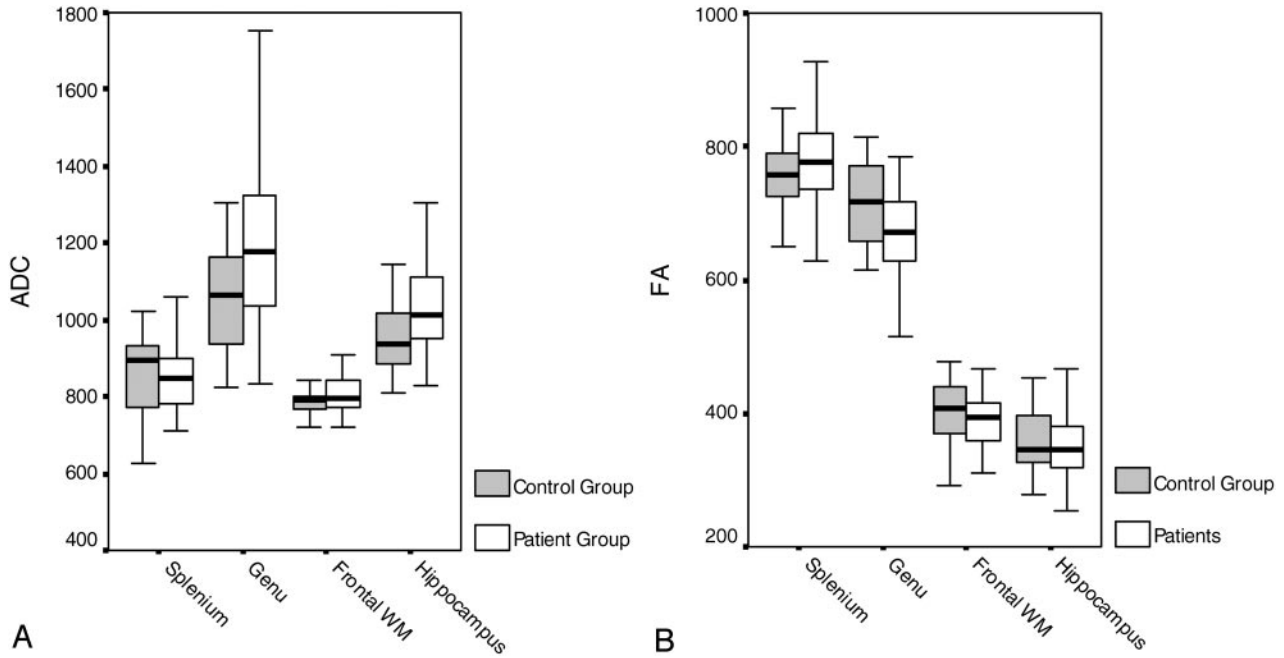 1800
1600
1400
1200
1000
800
600
400
ADC
Splenium
Genu
Frontal WM
Hippocampus
Control Group
Patient Group
A
1000
800
600
400
200
FA
Splenium
Genu
Frontal WM
Hippocampus
Control Group
Patients
B